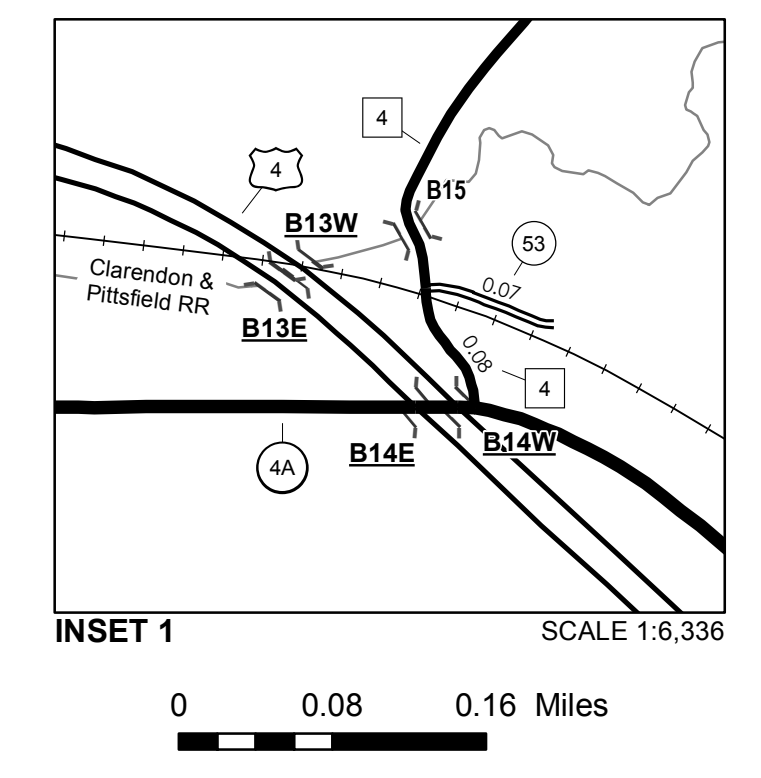 4
4
B15
B13W
53
Clarendon &
Pittsfield RR
0.07
B13E
0.08
4
B14E
B14W
4A
INSET 1
SCALE 1:6,336
0 0.08 0.16 Miles